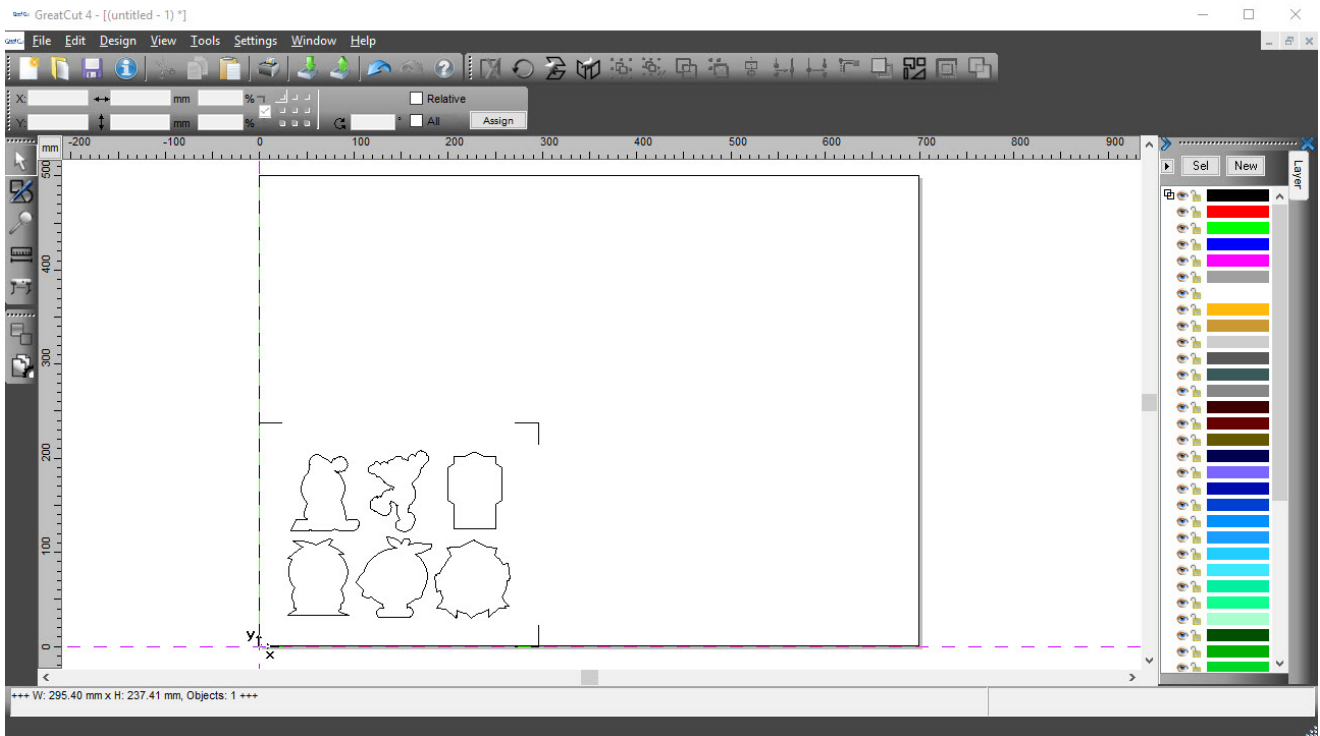 GreatCut 4 - [(untitled - 1) *]
File Edit Design View Tools Settings Window Help
X: mm % Relative
Y: mm % ° All Assign
mm -200 -100 0 100 200 300 400 500 600 700 800 900
Sel New
Layer
500
400
300
200
100
0
y
x
+++ W: 295.40 mm x H: 237.41 mm, Objects: 1 +++